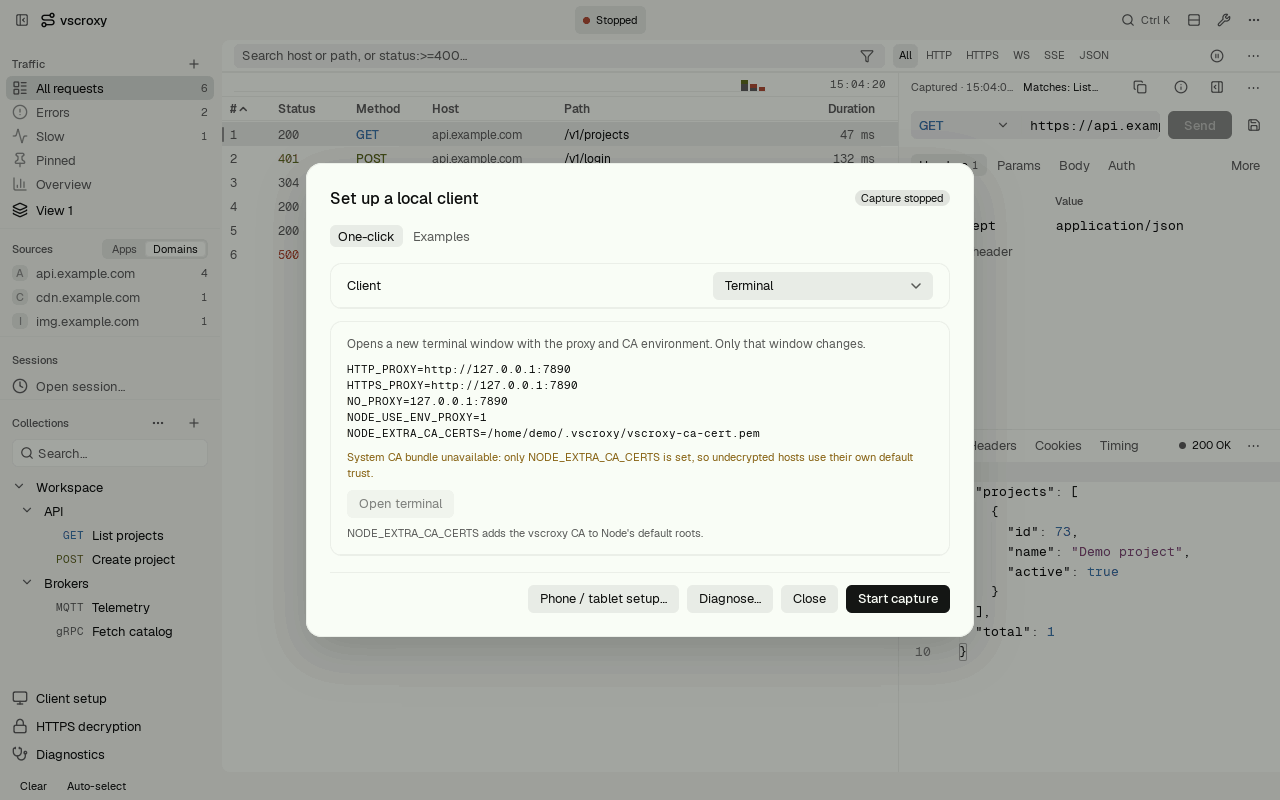 vscroxy
Stopped
Ctrl K
Traffic
All requests 6
Errors 2
Slow 1
Pinned
Overview
View 1
Sources Apps Domains
A api.example.com 4
C cdn.example.com 1
I img.example.com 1
Sessions
Open session...
Collections
Search...
Workspace
API
GET List projects
POST Create project
Brokers
MQTT Telemetry
gRPC Fetch catalog
Client setup
HTTPS decryption
Diagnostics
Clear Auto-select
Search host or path, or status:>=400...
All HTTP HTTPS WS SSE JSON
15:04:20
# Status Method Host Path Duration
1 200 GET api.example.com /v1/projects 47 ms
2 401 POST api.example.com /v1/login 132 ms
3 304
4 200
5 200
6 500
Captured · 15:04:0... Matches: List...
GET https://api.examp Send
1 Params Body Auth More
Value
ept application/json
header
Headers Cookies Timing 200 OK
"projects": [
{
"id": 73,
"name": "Demo project",
"active": true
}
],
"total": 1
10 }
Set up a local client
Capture stopped
One-click Examples
Client Terminal
Opens a new terminal window with the proxy and CA environment. Only that window changes.
HTTP_PROXY=http://127.0.0.1:7890
HTTPS_PROXY=http://127.0.0.1:7890
NO_PROXY=127.0.0.1:7890
NODE_USE_ENV_PROXY=1
NODE_EXTRA_CA_CERTS=/home/demo/.vscroxy/vscroxy-ca-cert.pem
System CA bundle unavailable: only NODE_EXTRA_CA_CERTS is set, so undecrypted hosts use their own default
trust.
Open terminal
NODE_EXTRA_CA_CERTS adds the vscroxy CA to Node's default roots.
Phone / tablet setup... Diagnose... Close Start capture